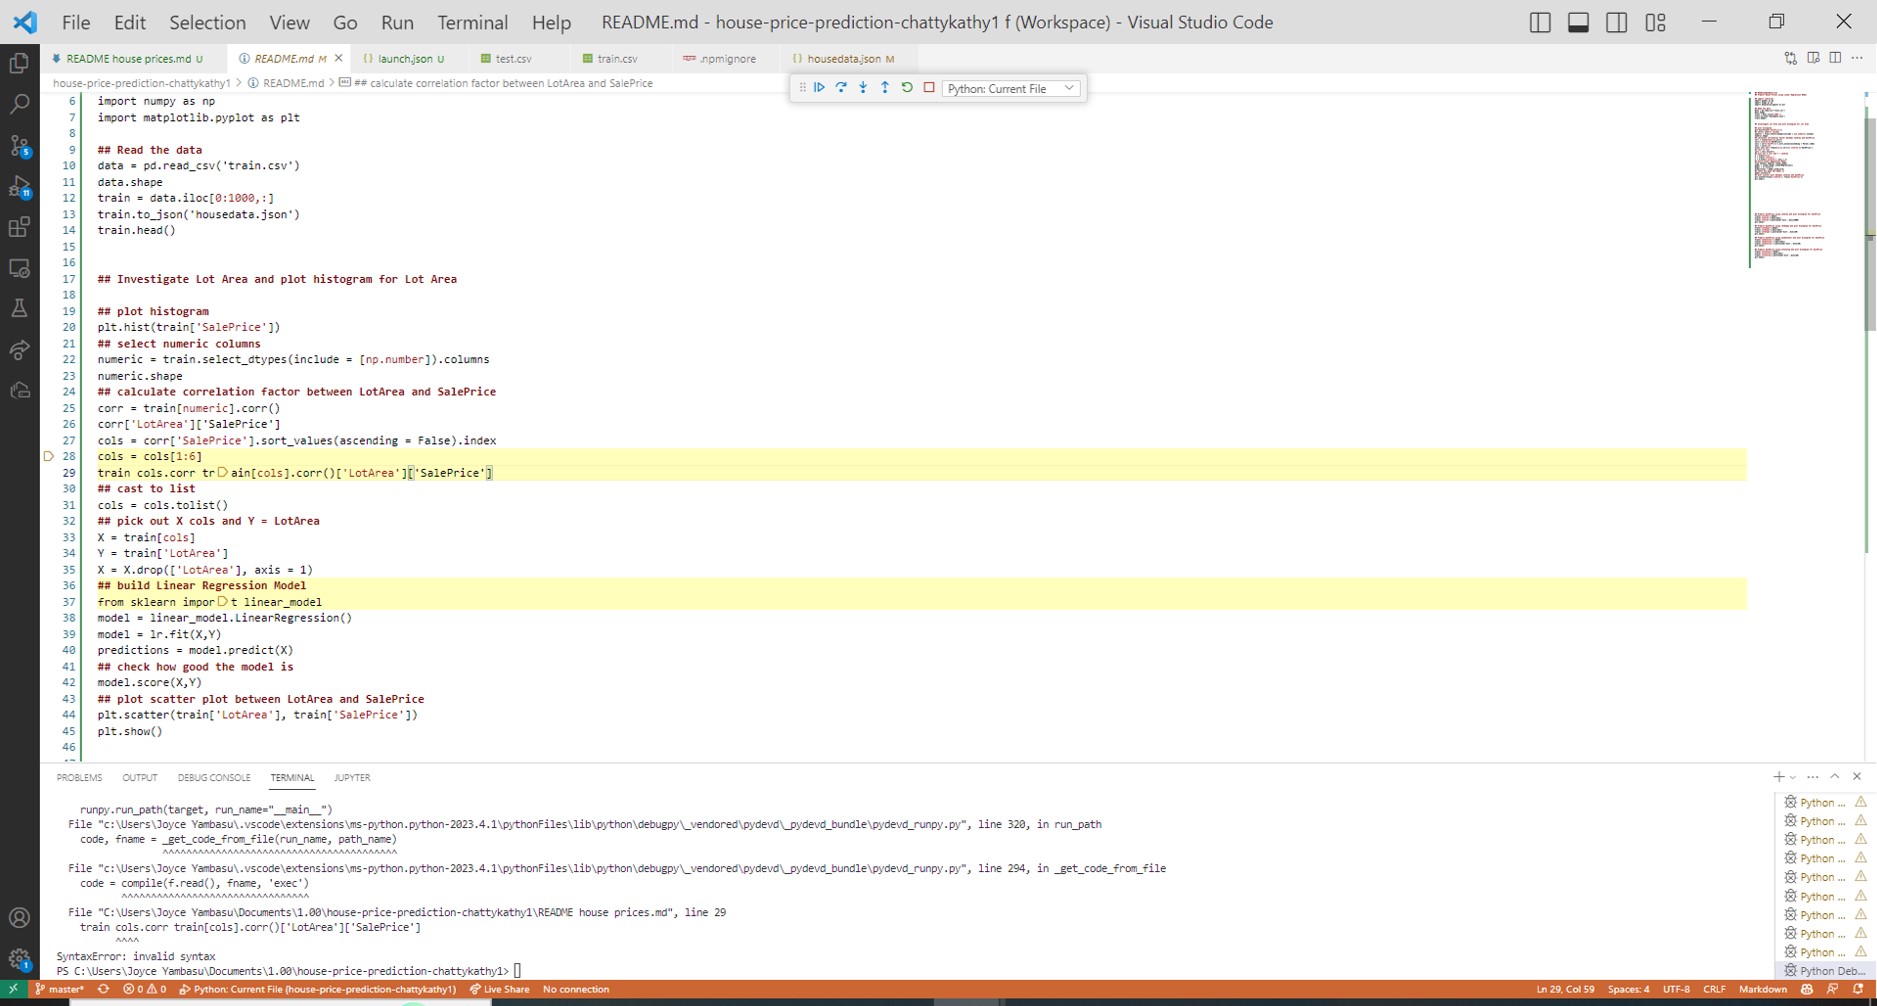 File Edit Selection View Go Run Terminal Help README.md - house-price-prediction-chattykathy1 f (Workspace) - Visual Studio Code
README house prices.md U README.md M launch.json U test.csv train.csv .npmignore housedata.json M
house-price-prediction-chattykathy1 > README.md > ## calculate correlation factor between LotArea and SalePrice
Python: Current File
6 import numpy as np
7 import matplotlib.pyplot as plt
8
9 ## Read the data
10 data = pd.read_csv('train.csv')
11 data.shape
12 train = data.iloc[0:1000,:]
13 train.to_json('housedata.json')
14 train.head()
15
16
17 ## Investigate Lot Area and plot histogram for Lot Area
18
19 ## plot histogram
20 plt.hist(train['SalePrice'])
21 ## select numeric columns
22 numeric = train.select_dtypes(include = [np.number]).columns
23 numeric.shape
24 ## calculate correlation factor between LotArea and SalePrice
25 corr = train[numeric].corr()
26 corr['LotArea']['SalePrice']
27 cols = corr['SalePrice'].sort_values(ascending = False).index
28 cols = cols[1:6]
29 train cols.corr train[cols].corr()['LotArea']['SalePrice']
30 ## cast to list
31 cols = cols.tolist()
32 ## pick out X cols and Y = LotArea
33 X = train[cols]
34 Y = train['LotArea']
35 X = X.drop(['LotArea'], axis = 1)
36 ## build Linear Regression Model
37 from sklearn import linear_model
38 model = linear_model.LinearRegression()
39 model = lr.fit(X,Y)
40 predictions = model.predict(X)
41 ## check how good the model is
42 model.score(X,Y)
43 ## plot scatter plot between LotArea and SalePrice
44 plt.scatter(train['LotArea'], train['SalePrice'])
45 plt.show()
46
5
11
PROBLEMS OUTPUT DEBUG CONSOLE TERMINAL JUPYTER
runpy.run_path(target, run_name="__main__")
File "c:\Users\Joyce Yambasu\.vscode\extensions\ms-python.python-2023.4.1\pythonFiles\lib\python\debugpy\_vendored\pydevd\_pydevd_bundle\pydevd_runpy.py", line 320, in run_path
code, fname = _get_code_from_file(run_name, path_name)
^^^^^^^^^^^^^^^^^^^^^^^^^^^^^^^^^^^^^^^^
File "c:\Users\Joyce Yambasu\.vscode\extensions\ms-python.python-2023.4.1\pythonFiles\lib\python\debugpy\_vendored\pydevd\_pydevd_bundle\pydevd_runpy.py", line 294, in _get_code_from_file
code = compile(f.read(), fname, 'exec')
^^^^^^^^^^^^^^^^^^^^^^^^^^^^^^^^
File "C:\Users\Joyce Yambasu\Documents\1.00\house-price-prediction-chattykathy1\README house prices.md", line 29
train cols.corr train[cols].corr()['LotArea']['SalePrice']
^^^^
SyntaxError: invalid syntax
PS C:\Users\Joyce Yambasu\Documents\1.00\house-price-prediction-chattykathy1>
Python ...
Python ...
Python ...
Python ...
Python ...
Python ...
Python ...
Python ...
Python ...
Python Deb...
1
master* 0 0 Python: Current File (house-price-prediction-chattykathy1) Live Share No connection Ln 29, Col 59 Spaces: 4 UTF-8 CRLF Markdown